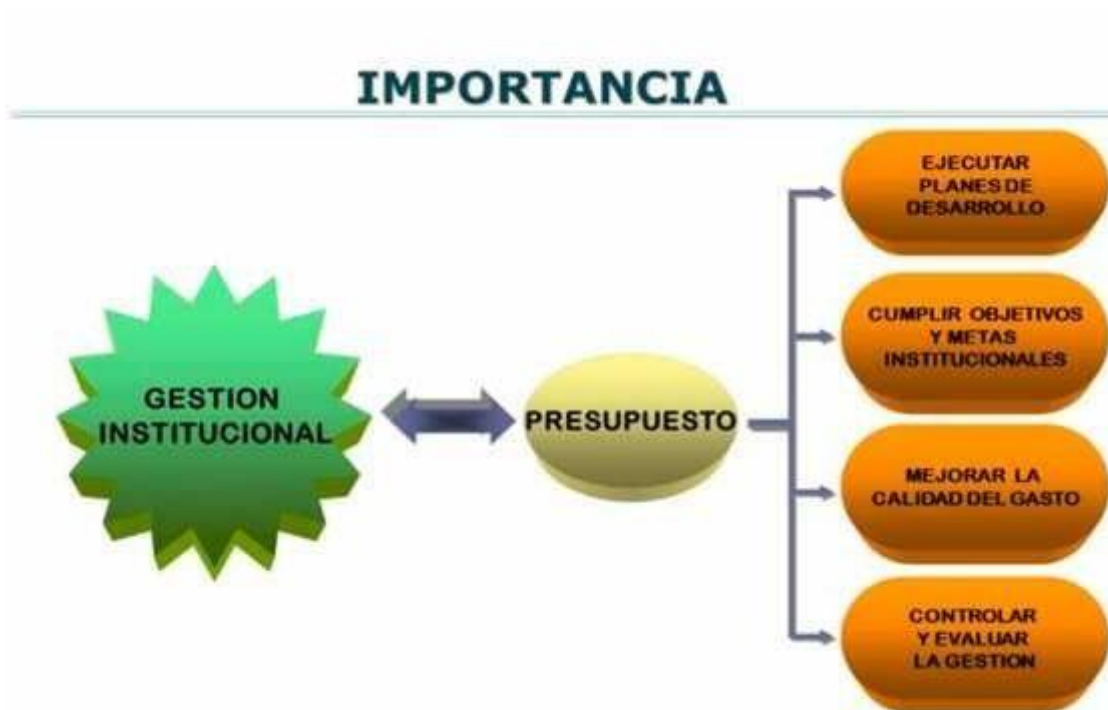 IMPORTANCIA
GESTION
INSTITUCIONAL
PRESUPUESTO
EJECUTAR
PLANES DE
DESARROLLO
CUMPLIR OBJETIVOS
Y METAS
INSTITUCIONALES
MEJORAR LA
CALIDAD DEL GASTO
CONTROLAR
Y EVALUAR
LA GESTION